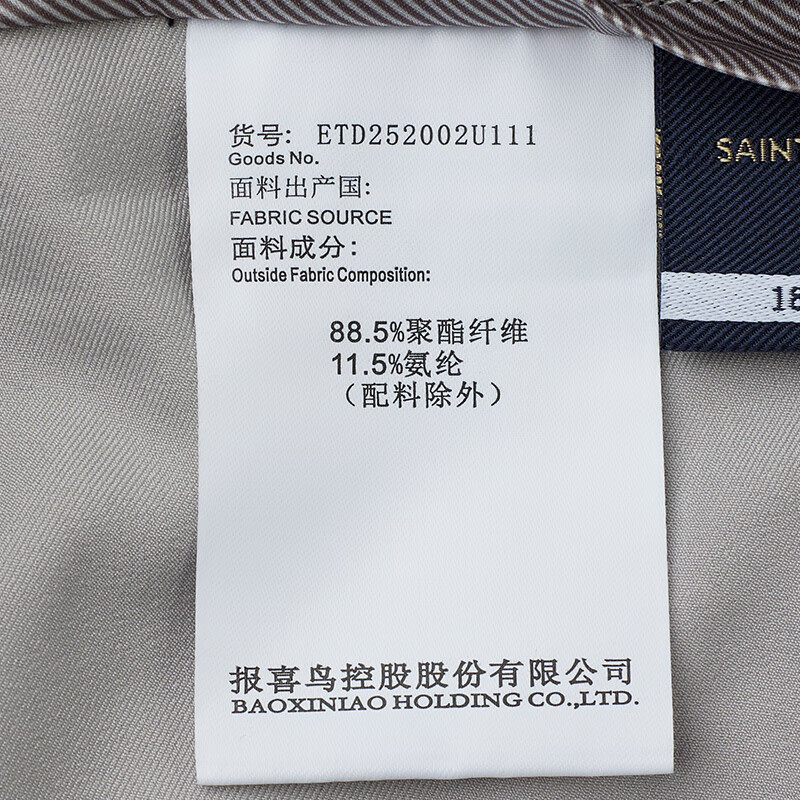 货号: ETD252002U111
Goods No.
面料出产国:
FABRIC SOURCE
面料成分:
Outside Fabric Composition:
88.5%聚酯纤维
11.5%氨纶
（配料除外）
报喜鸟控股股份有限公司
BAOXINIAO HOLDING CO.,LTD.
SAINT